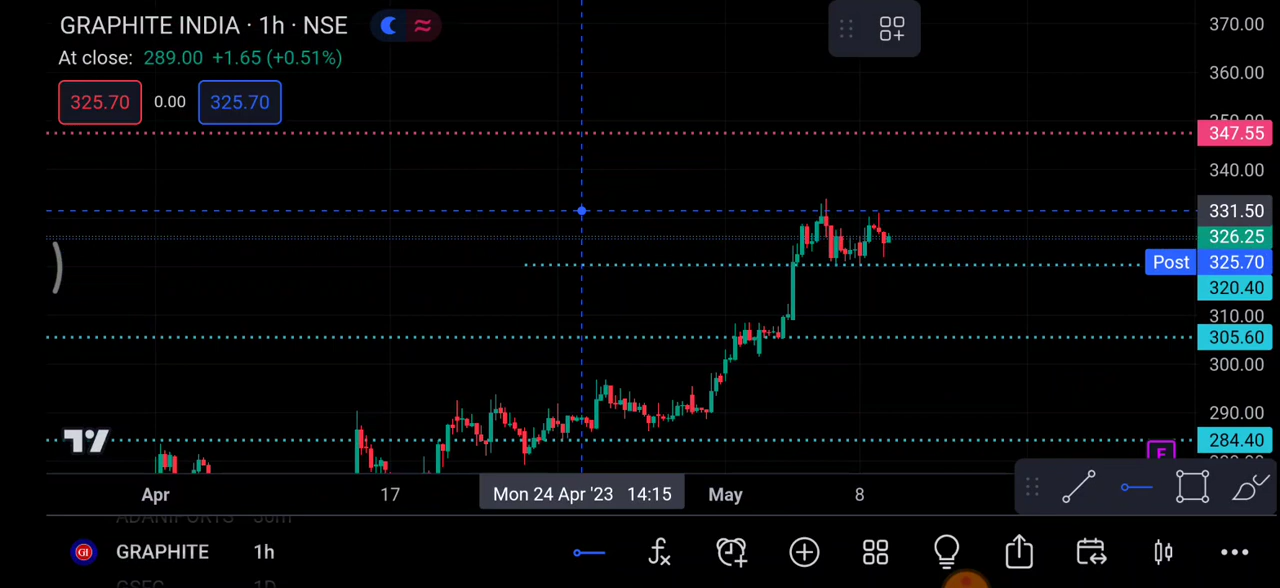 GRAPHITE INDIA · 1h · NSE
At close: 289.00 +1.65 (+0.51%)
325.70 0.00 325.70
370.00
360.00
350.00
347.55
340.00
331.50
326.25
Post 325.70
320.40
310.00
305.60
300.00
290.00
284.40
E
Apr 17 Mon 24 Apr '23 14:15 May 8
ADANIPORTS 30m
GRAPHITE 1h
GSFC 1D